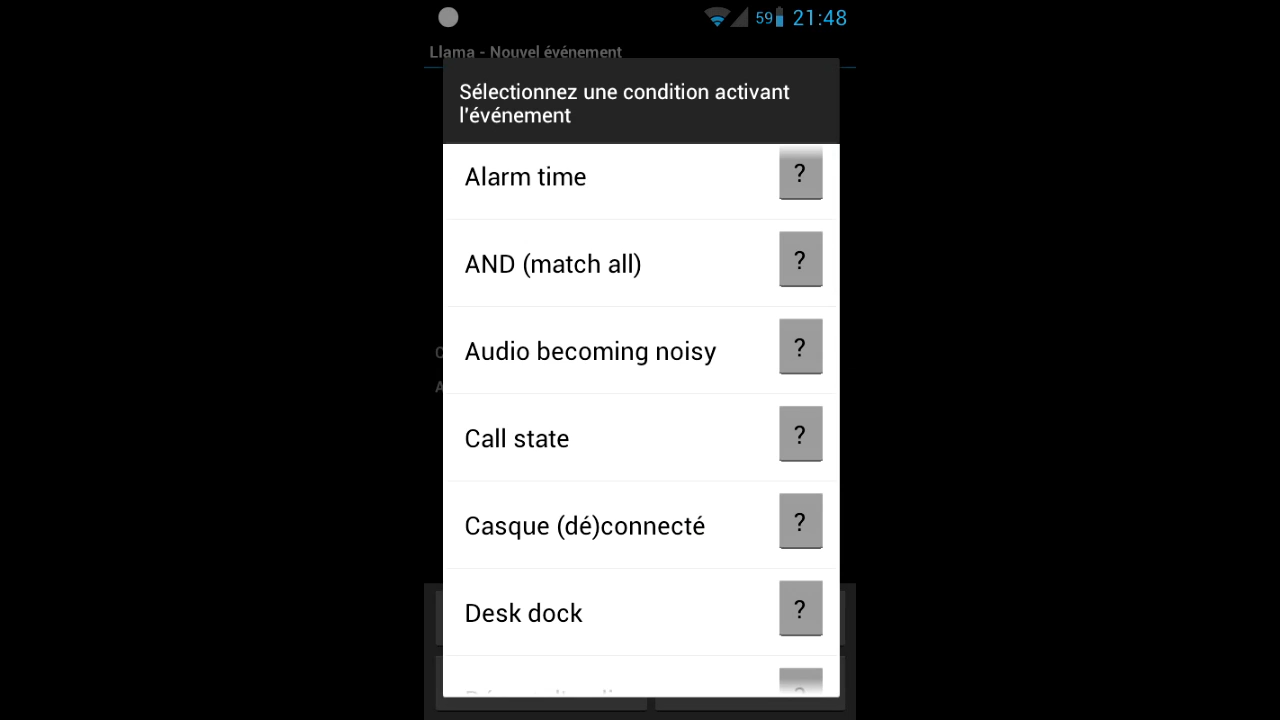 59 21:48
Llama - Nouvel événement
Sélectionnez une condition activant
l'événement
Alarm time ?
AND (match all) ?
Audio becoming noisy ?
Call state ?
Casque (dé)connecté ?
Desk dock ?
?